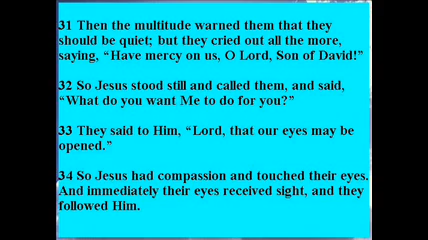 31 Then the multitude warned them that they
should be quiet; but they cried out all the more,
saying, “Have mercy on us, O Lord, Son of David!”
32 So Jesus stood still and called them, and said,
“What do you want Me to do for you?”
33 They said to Him, “Lord, that our eyes may be
opened.”
34 So Jesus had compassion and touched their eyes.
And immediately their eyes received sight, and they
followed Him.